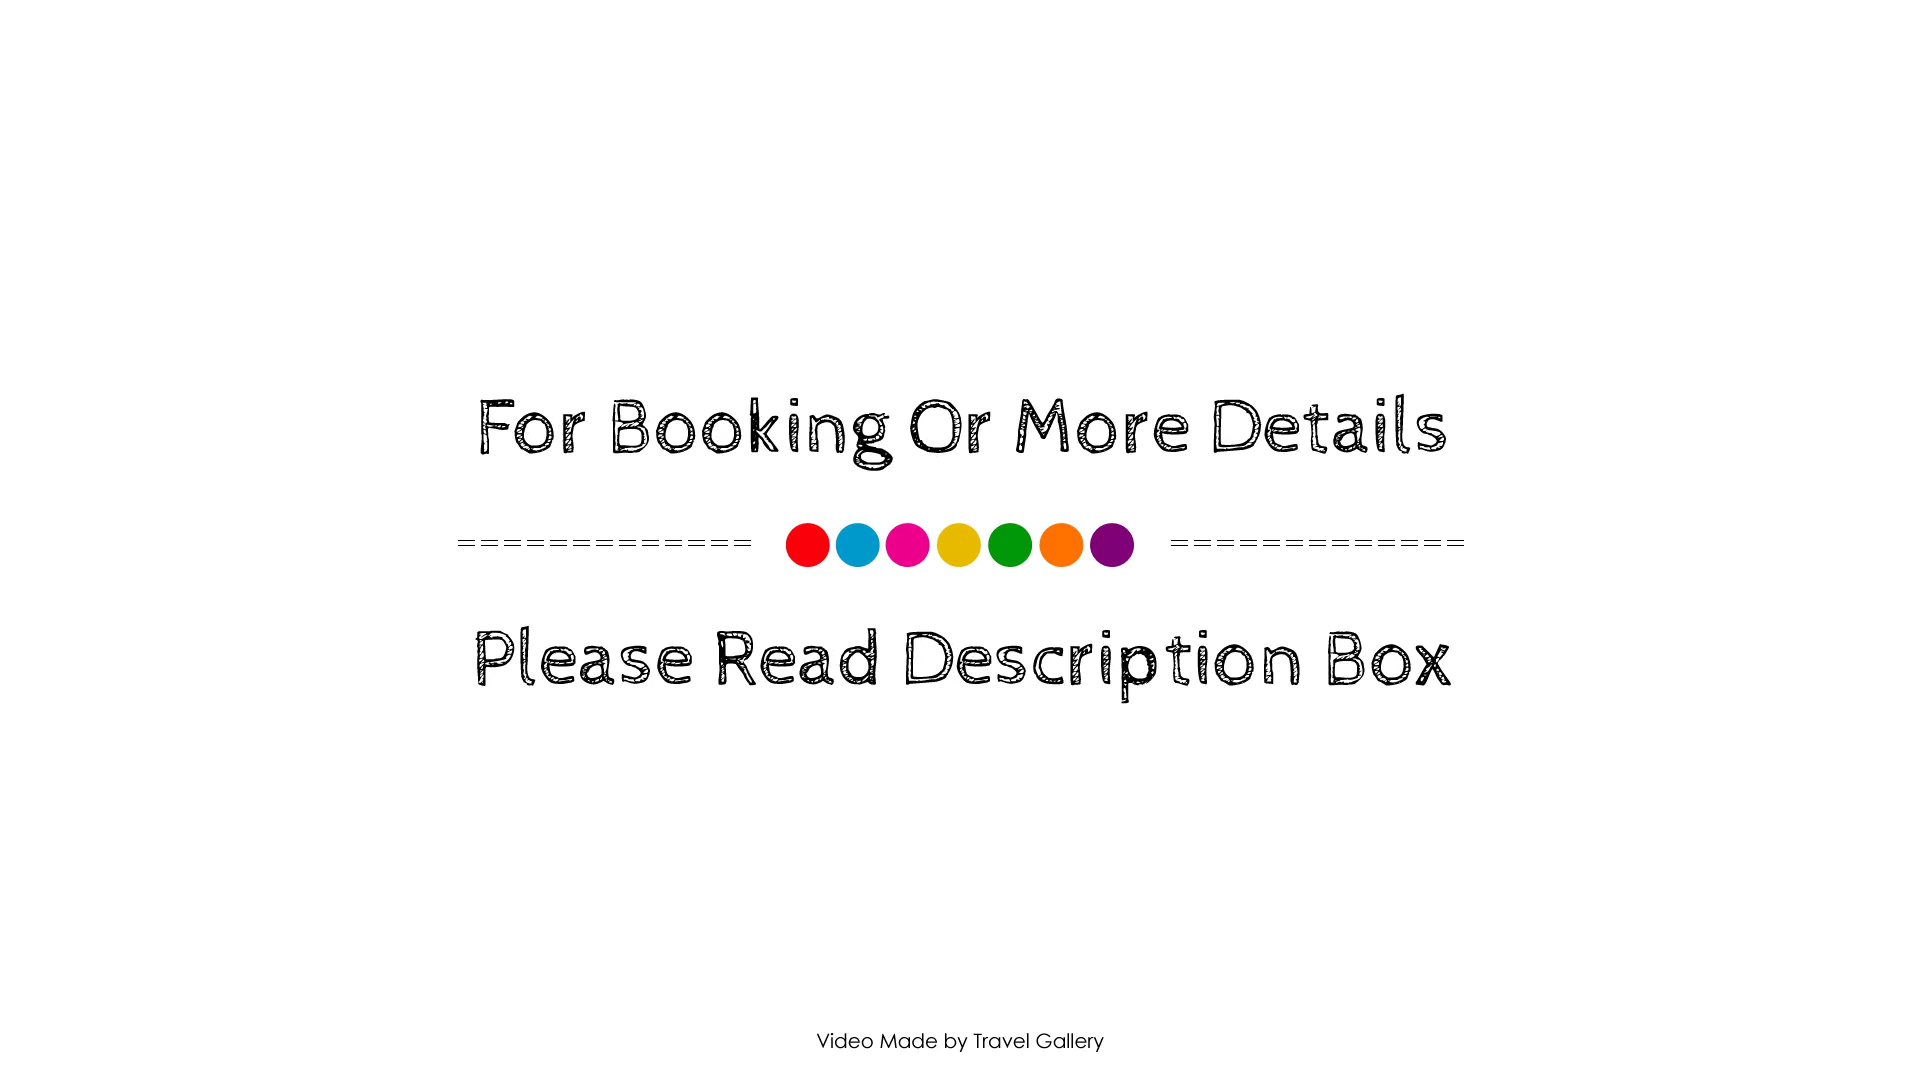 For Booking Or More Details
============= =============
Please Read Description Box
Video Made by Travel Gallery